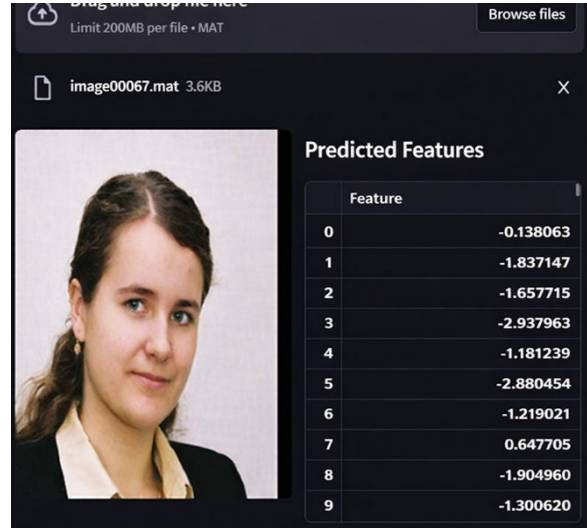 Drag and drop file here
Limit 200MB per file • MAT
Browse files
image00067.mat 3.6KB
X
Predicted Features
Feature
0 -0.138063
1 -1.837147
2 -1.657715
3 -2.937963
4 -1.181239
5 -2.880454
6 -1.219021
7 0.647705
8 -1.904960
9 -1.300620